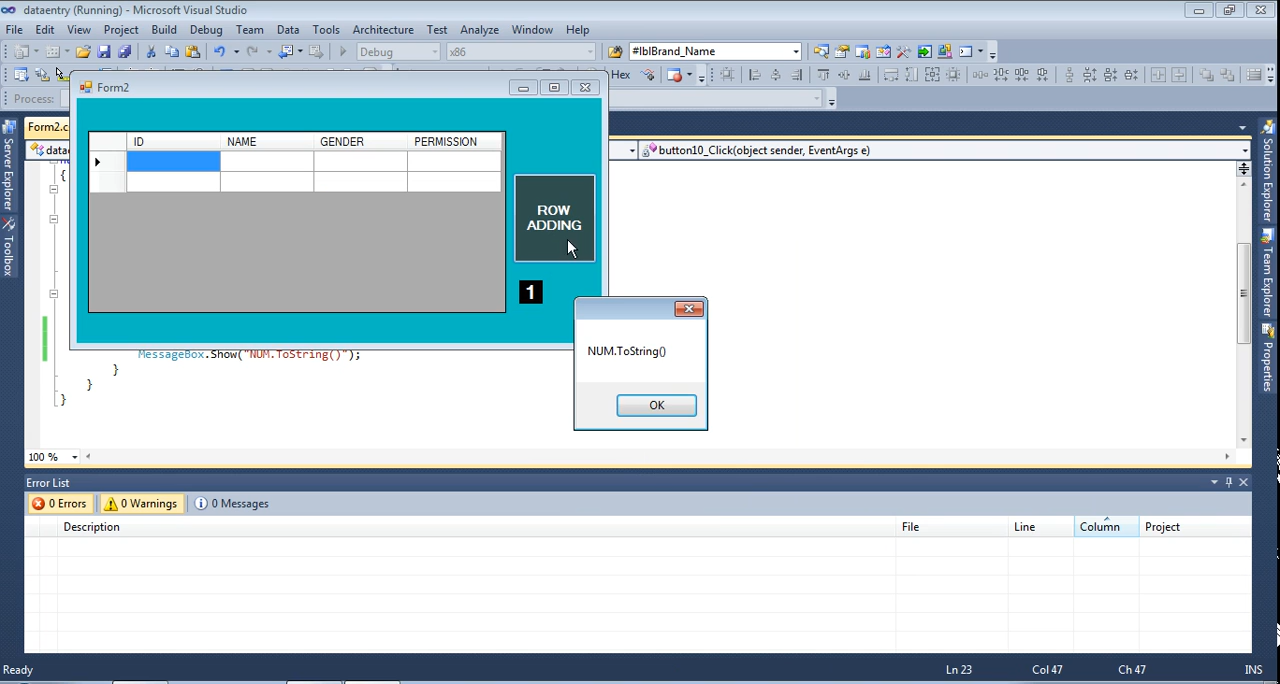 dataentry (Running) - Microsoft Visual Studio
File Edit View Project Build Debug Team Data Tools Architecture Test Analyze Window Help
Debug x86 #lblBrand_Name
Form2 Hex
Process:
Form2.c
button10_Click(object sender, EventArgs e)
Server Explorer
Toolbox
Solution Explorer
Team Explorer
Properties
ID NAME GENDER PERMISSION
ROW
ADDING
1
{
MessageBox.Show("NUM.ToString()");
}
}
}
NUM.ToString()
OK
100 %
Error List
0 Errors 0 Warnings 0 Messages
Description File Line Column Project
Ready Ln 23 Col 47 Ch 47 INS